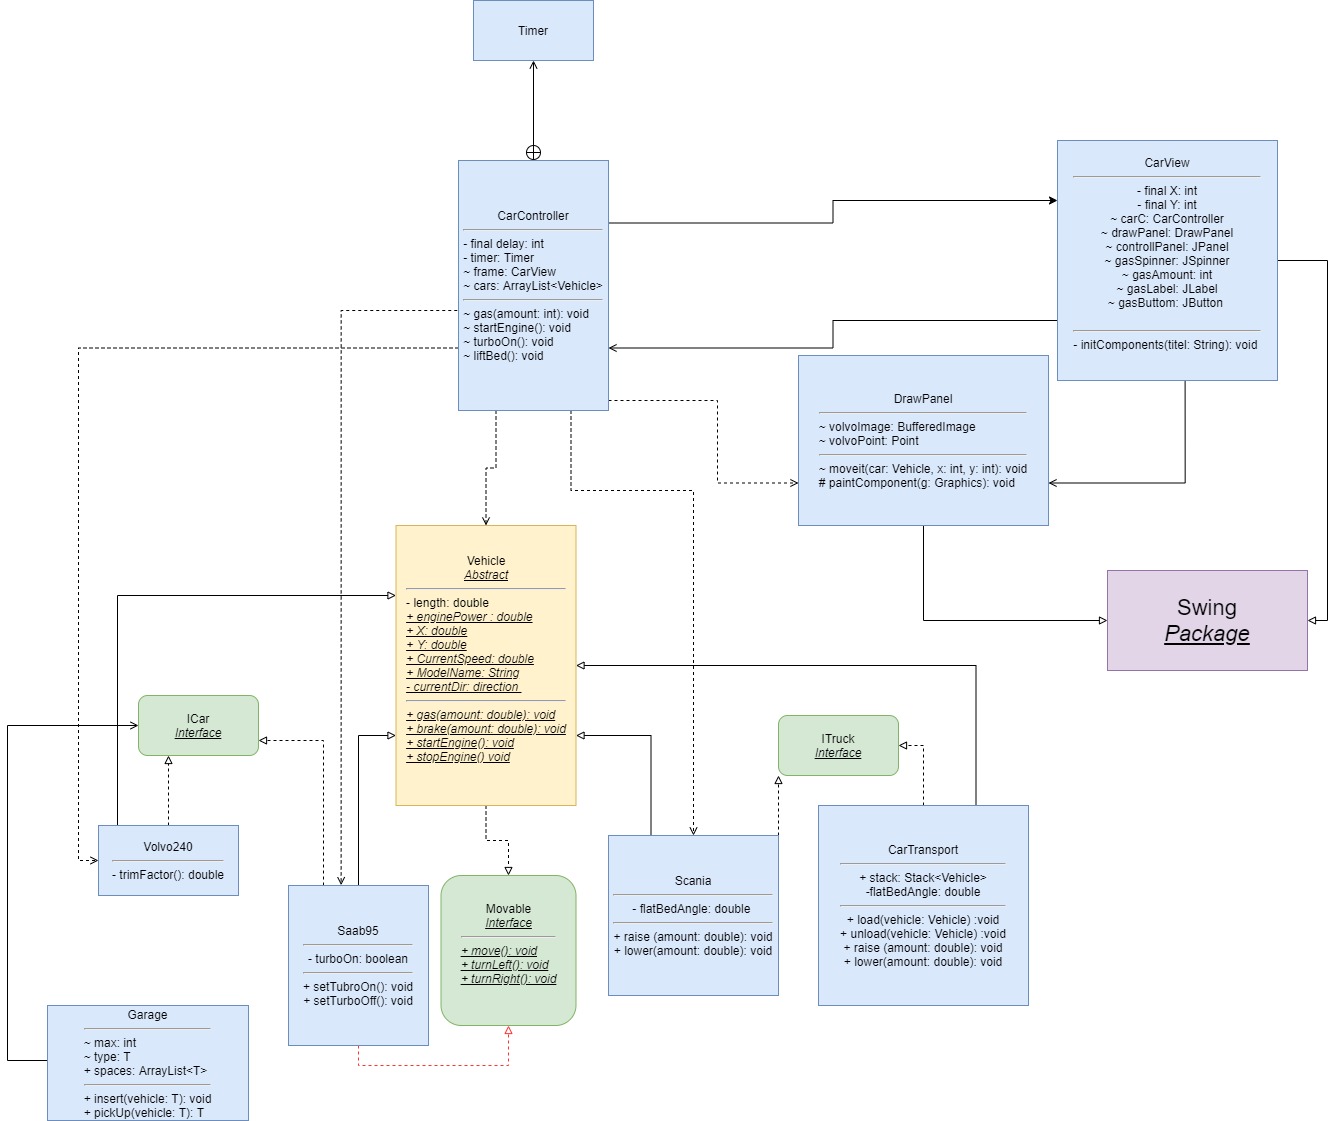 Timer
CarController
- final delay: int
- timer: Timer
~ frame: CarView
~ cars: ArrayList<Vehicle>
~ gas(amount: int): void
~ startEngine(): void
~ turboOn(): void
~ liftBed(): void
CarView
- final X: int
- final Y: int
~ carC: CarController
~ drawPanel: DrawPanel
~ controllPanel: JPanel
~ gasSpinner: JSpinner
~ gasAmount: int
~ gasLabel: JLabel
~ gasButtom: JButton
- initComponents(titel: String): void
DrawPanel
~ volvoImage: BufferedImage
~ volvoPoint: Point
~ moveit(car: Vehicle, x: int, y: int): void
# paintComponent(g: Graphics): void
Vehicle
Abstract
- length: double
+ enginePower : double
+ X: double
+ Y: double
+ CurrentSpeed: double
+ ModelName: String
- currentDir: direction
+ gas(amount: double): void
+ brake(amount: double): void
+ startEngine(): void
+ stopEngine() void
Swing
Package
ICar
Interface
ITruck
Interface
Volvo240
- trimFactor(): double
Saab95
- turboOn: boolean
+ setTubroOn(): void
+ setTurboOff(): void
Movable
Interface
+ move(): void
+ turnLeft(): void
+ turnRight(): void
Scania
- flatBedAngle: double
+ raise (amount: double): void
+ lower(amount: double): void
CarTransport
+ stack: Stack<Vehicle>
-flatBedAngle: double
+ load(vehicle: Vehicle) :void
+ unload(vehicle: Vehicle) :void
+ raise (amount: double): void
+ lower(amount: double): void
Garage
~ max: int
~ type: T
+ spaces: ArrayList<T>
+ insert(vehicle: T): void
+ pickUp(vehicle: T): T